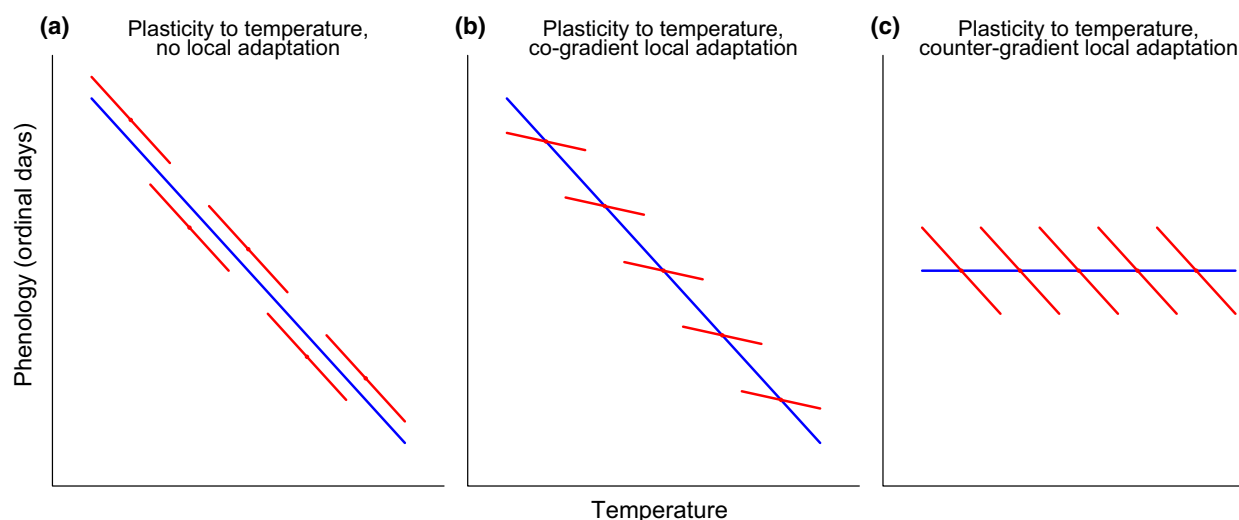 (a)
Plasticity to temperature,
no local adaptation
(b)
Plasticity to temperature,
co-gradient local adaptation
(c)
Plasticity to temperature,
counter-gradient local adaptation
Phenology (ordinal days)
Temperature